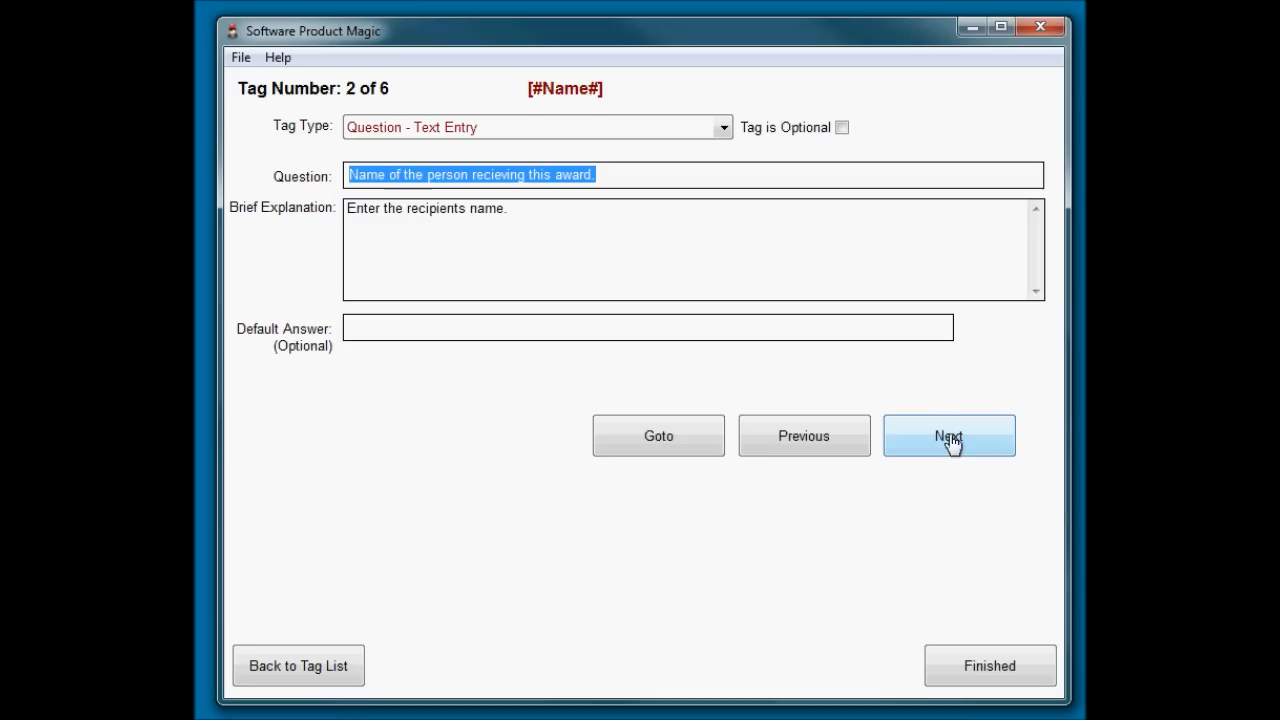 Software Product Magic
File Help
Tag Number: 2 of 6 [#Name#]
Tag Type: Question - Text Entry Tag is Optional
Question: Name of the person recieving this award.
Brief Explanation: Enter the recipients name.
Default Answer:
(Optional)
Goto Previous Next
Back to Tag List Finished